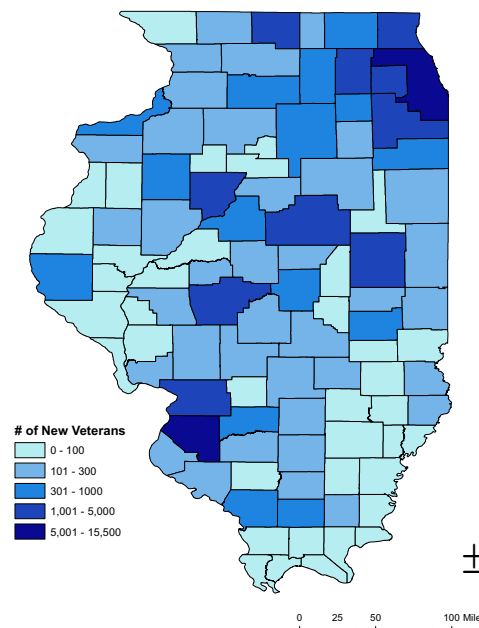 # of New Veterans
0 - 100
101 - 300
301 - 1000
1,001 - 5,000
5,001 - 15,500
0 25 50 100 Mile